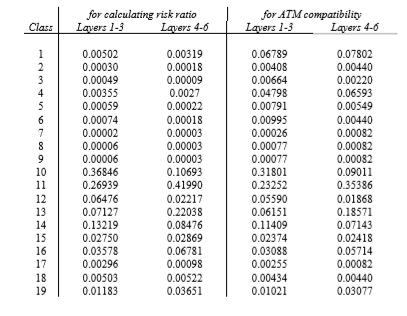 for calculating risk ratio for ATM compatibility
Class Layers 1-3 Layers 4-6 Layers 1-3 Layers 4-6
1 0.00502 0.00319 0.06789 0.07802
2 0.00030 0.00018 0.00408 0.00440
3 0.00049 0.00009 0.00664 0.00220
4 0.00355 0.0027 0.04798 0.06593
5 0.00059 0.00022 0.00791 0.00549
6 0.00074 0.00018 0.00995 0.00440
7 0.00002 0.00003 0.00026 0.00082
8 0.00006 0.00003 0.00077 0.00082
9 0.00006 0.00003 0.00077 0.00082
10 0.36846 0.10693 0.31801 0.09011
11 0.26939 0.41990 0.23252 0.35386
12 0.06476 0.02217 0.05590 0.01868
13 0.07127 0.22038 0.06151 0.18571
14 0.13219 0.08476 0.11409 0.07143
15 0.02750 0.02869 0.02374 0.02418
16 0.03578 0.06781 0.03088 0.05714
17 0.00296 0.00098 0.00255 0.00082
18 0.00503 0.00522 0.00434 0.00440
19 0.01183 0.03651 0.01021 0.03077